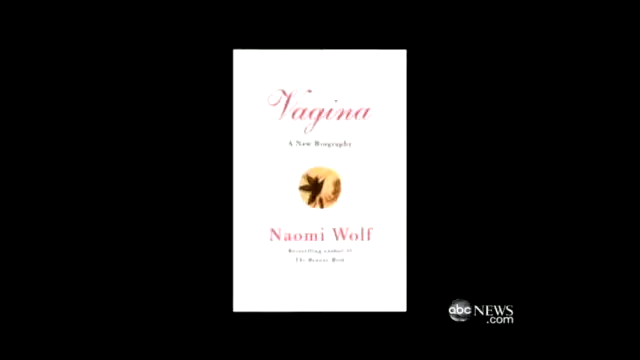 Vagina
A New Biography
Naomi Wolf
Bestselling author of
The Beauty Myth
abc NEWS
.com